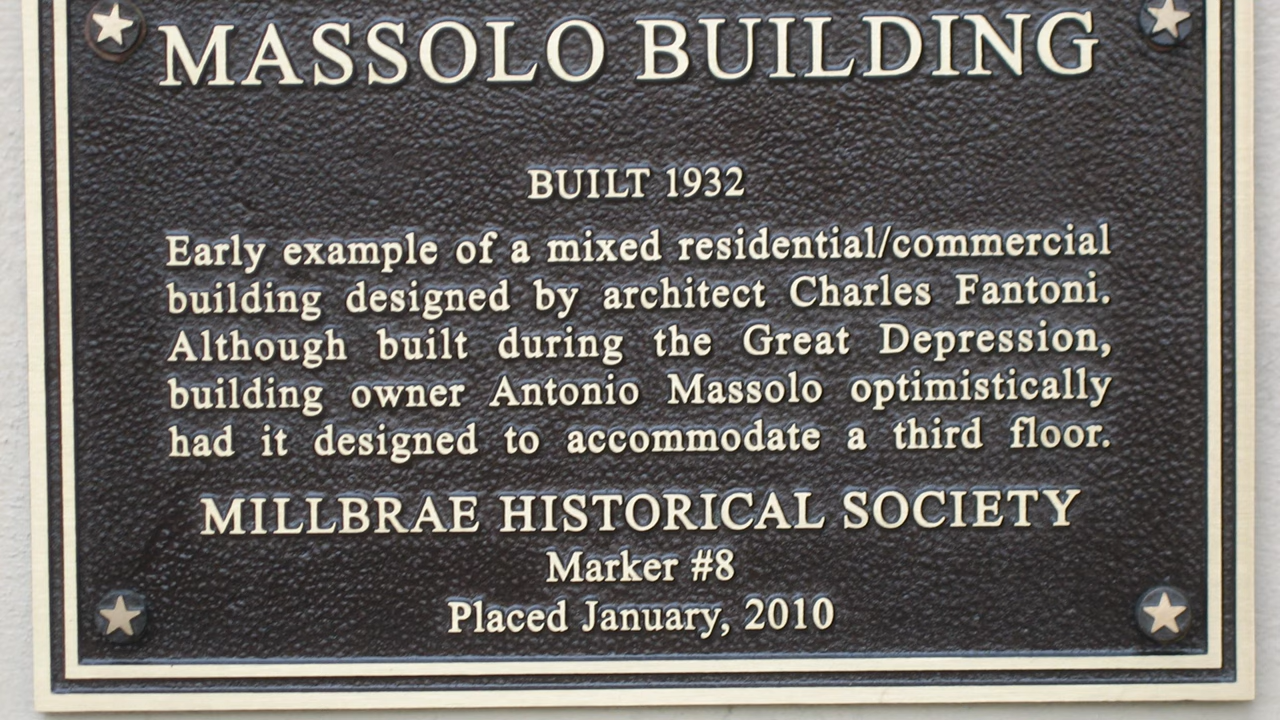 MASSOLO BUILDING
BUILT 1932
Early example of a mixed residential/commercial
building designed by architect Charles Fantoni.
Although built during the Great Depression,
building owner Antonio Massolo optimistically
had it designed to accommodate a third floor.
MILLBRAE HISTORICAL SOCIETY
Marker #8
Placed January, 2010